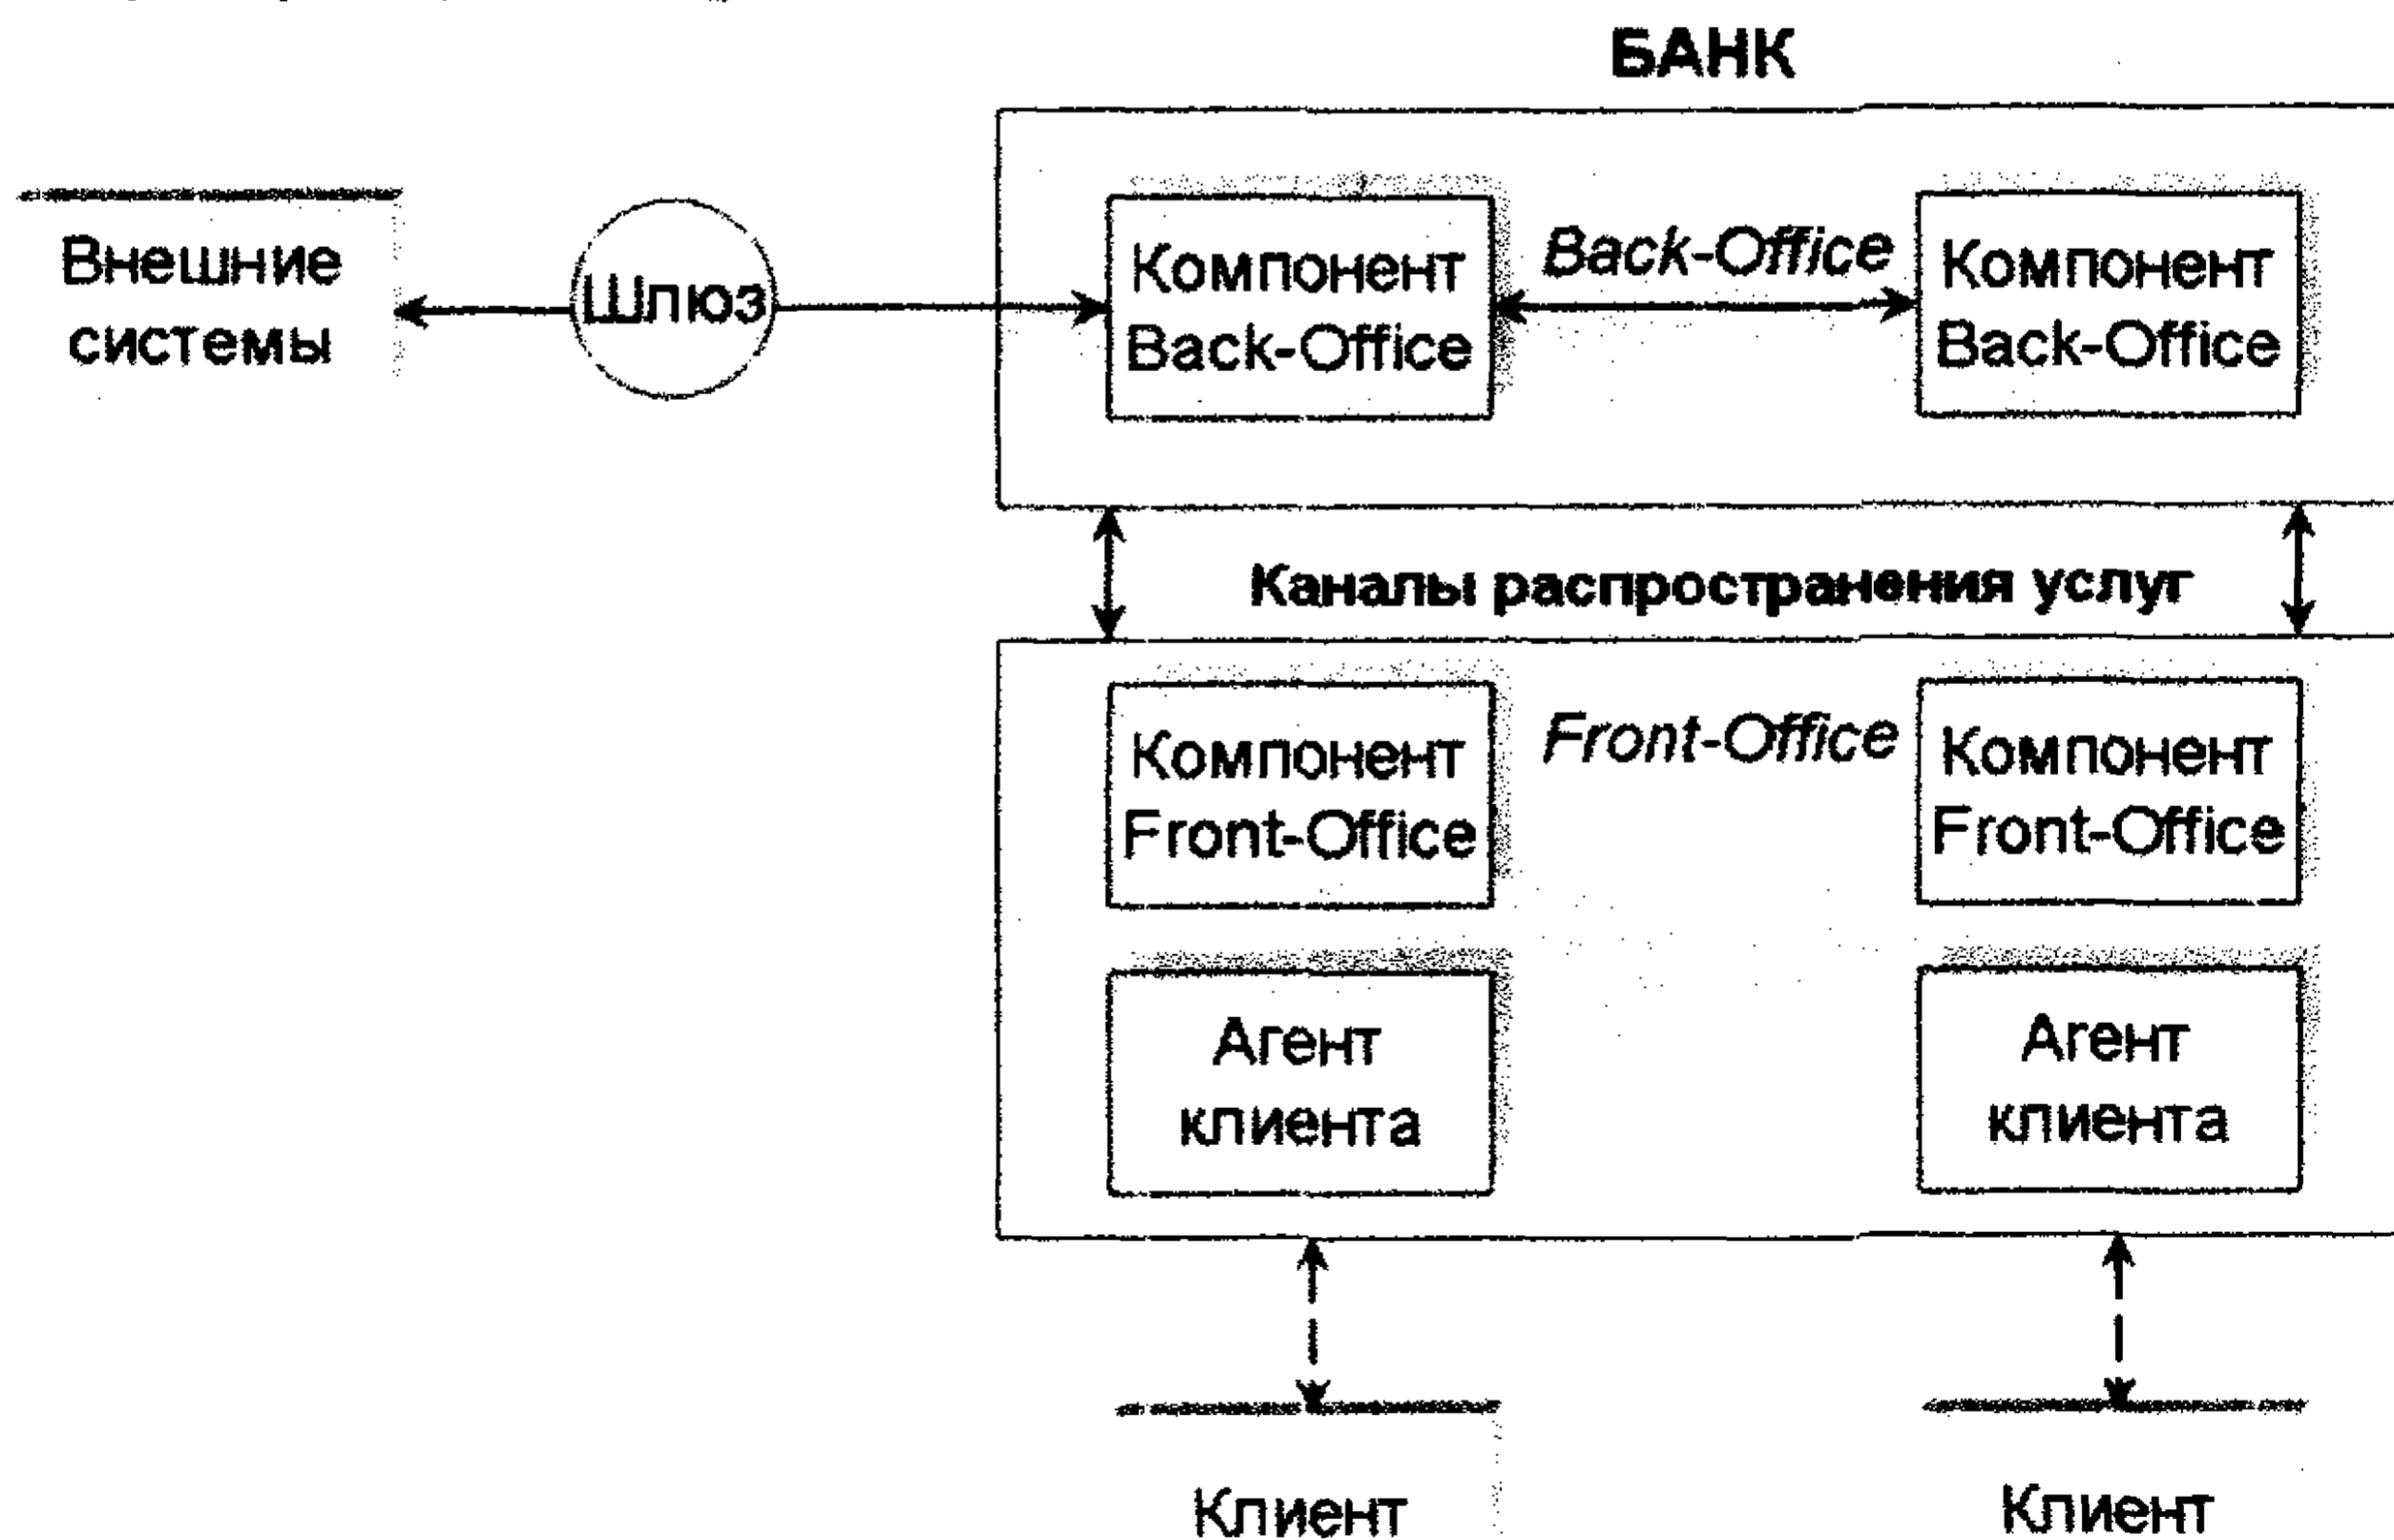 БАНК
Внешние
системы
Шлюз
Компонент
Back-Office
Back-Office
Компонент
Back-Office
Каналы распространения услуг
Компонент
Front-Office
Front-Office
Компонент
Front-Office
Агент
клиента
Агент
клиента
Клиент
Клиент